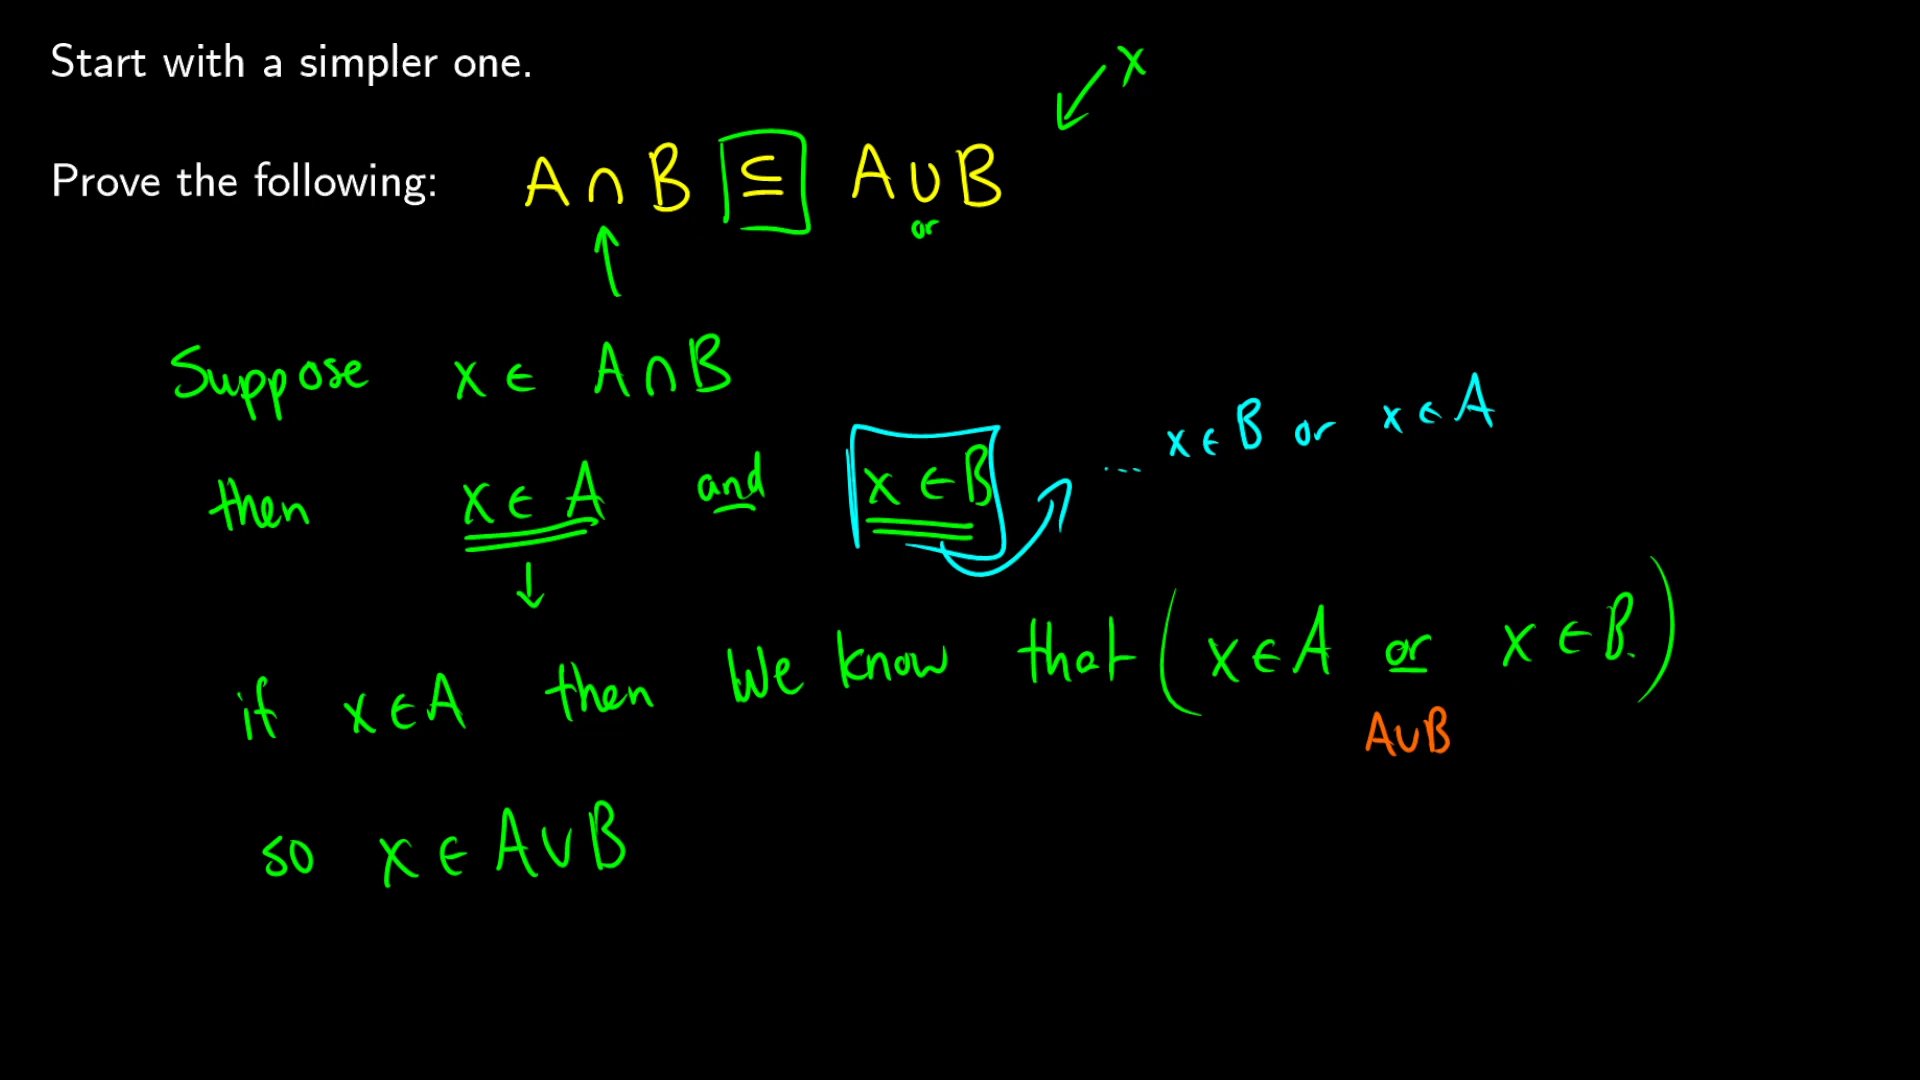 Start with a simpler one.
x
Prove the following: A ∩ B ⊆ A ∪ B
or
Suppose x ∈ A ∩ B
... x ∈ B or x ∈ A
then x ∈ A and x ∈ B
if x ∈ A then We know that ( x ∈ A or x ∈ B. )
A∪B
so x ∈ A ∪ B